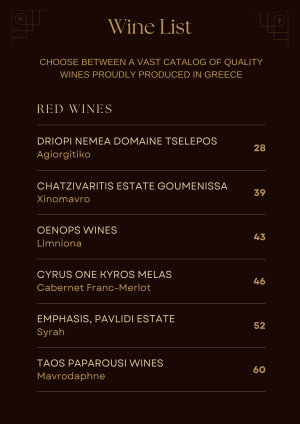 Wine List
CHOOSE BETWEEN A VAST CATALOG OF QUALITY
WINES PROUDLY PRODUCED IN GREECE
RED WINES
DRIOPI NEMEA DOMAINE TSELEPOS
Agiorgitiko
28
CHATZIVARITIS ESTATE GOUMENISSA
Xinomavro
39
OENOPS WINES
Limniona
43
CYRUS ONE KYROS MELAS
Cabernet Franc-Merlot
46
EMPHASIS, PAVLIDI ESTATE
Syrah
52
TAOS PAPAROUSI WINES
Mavrodaphne
60